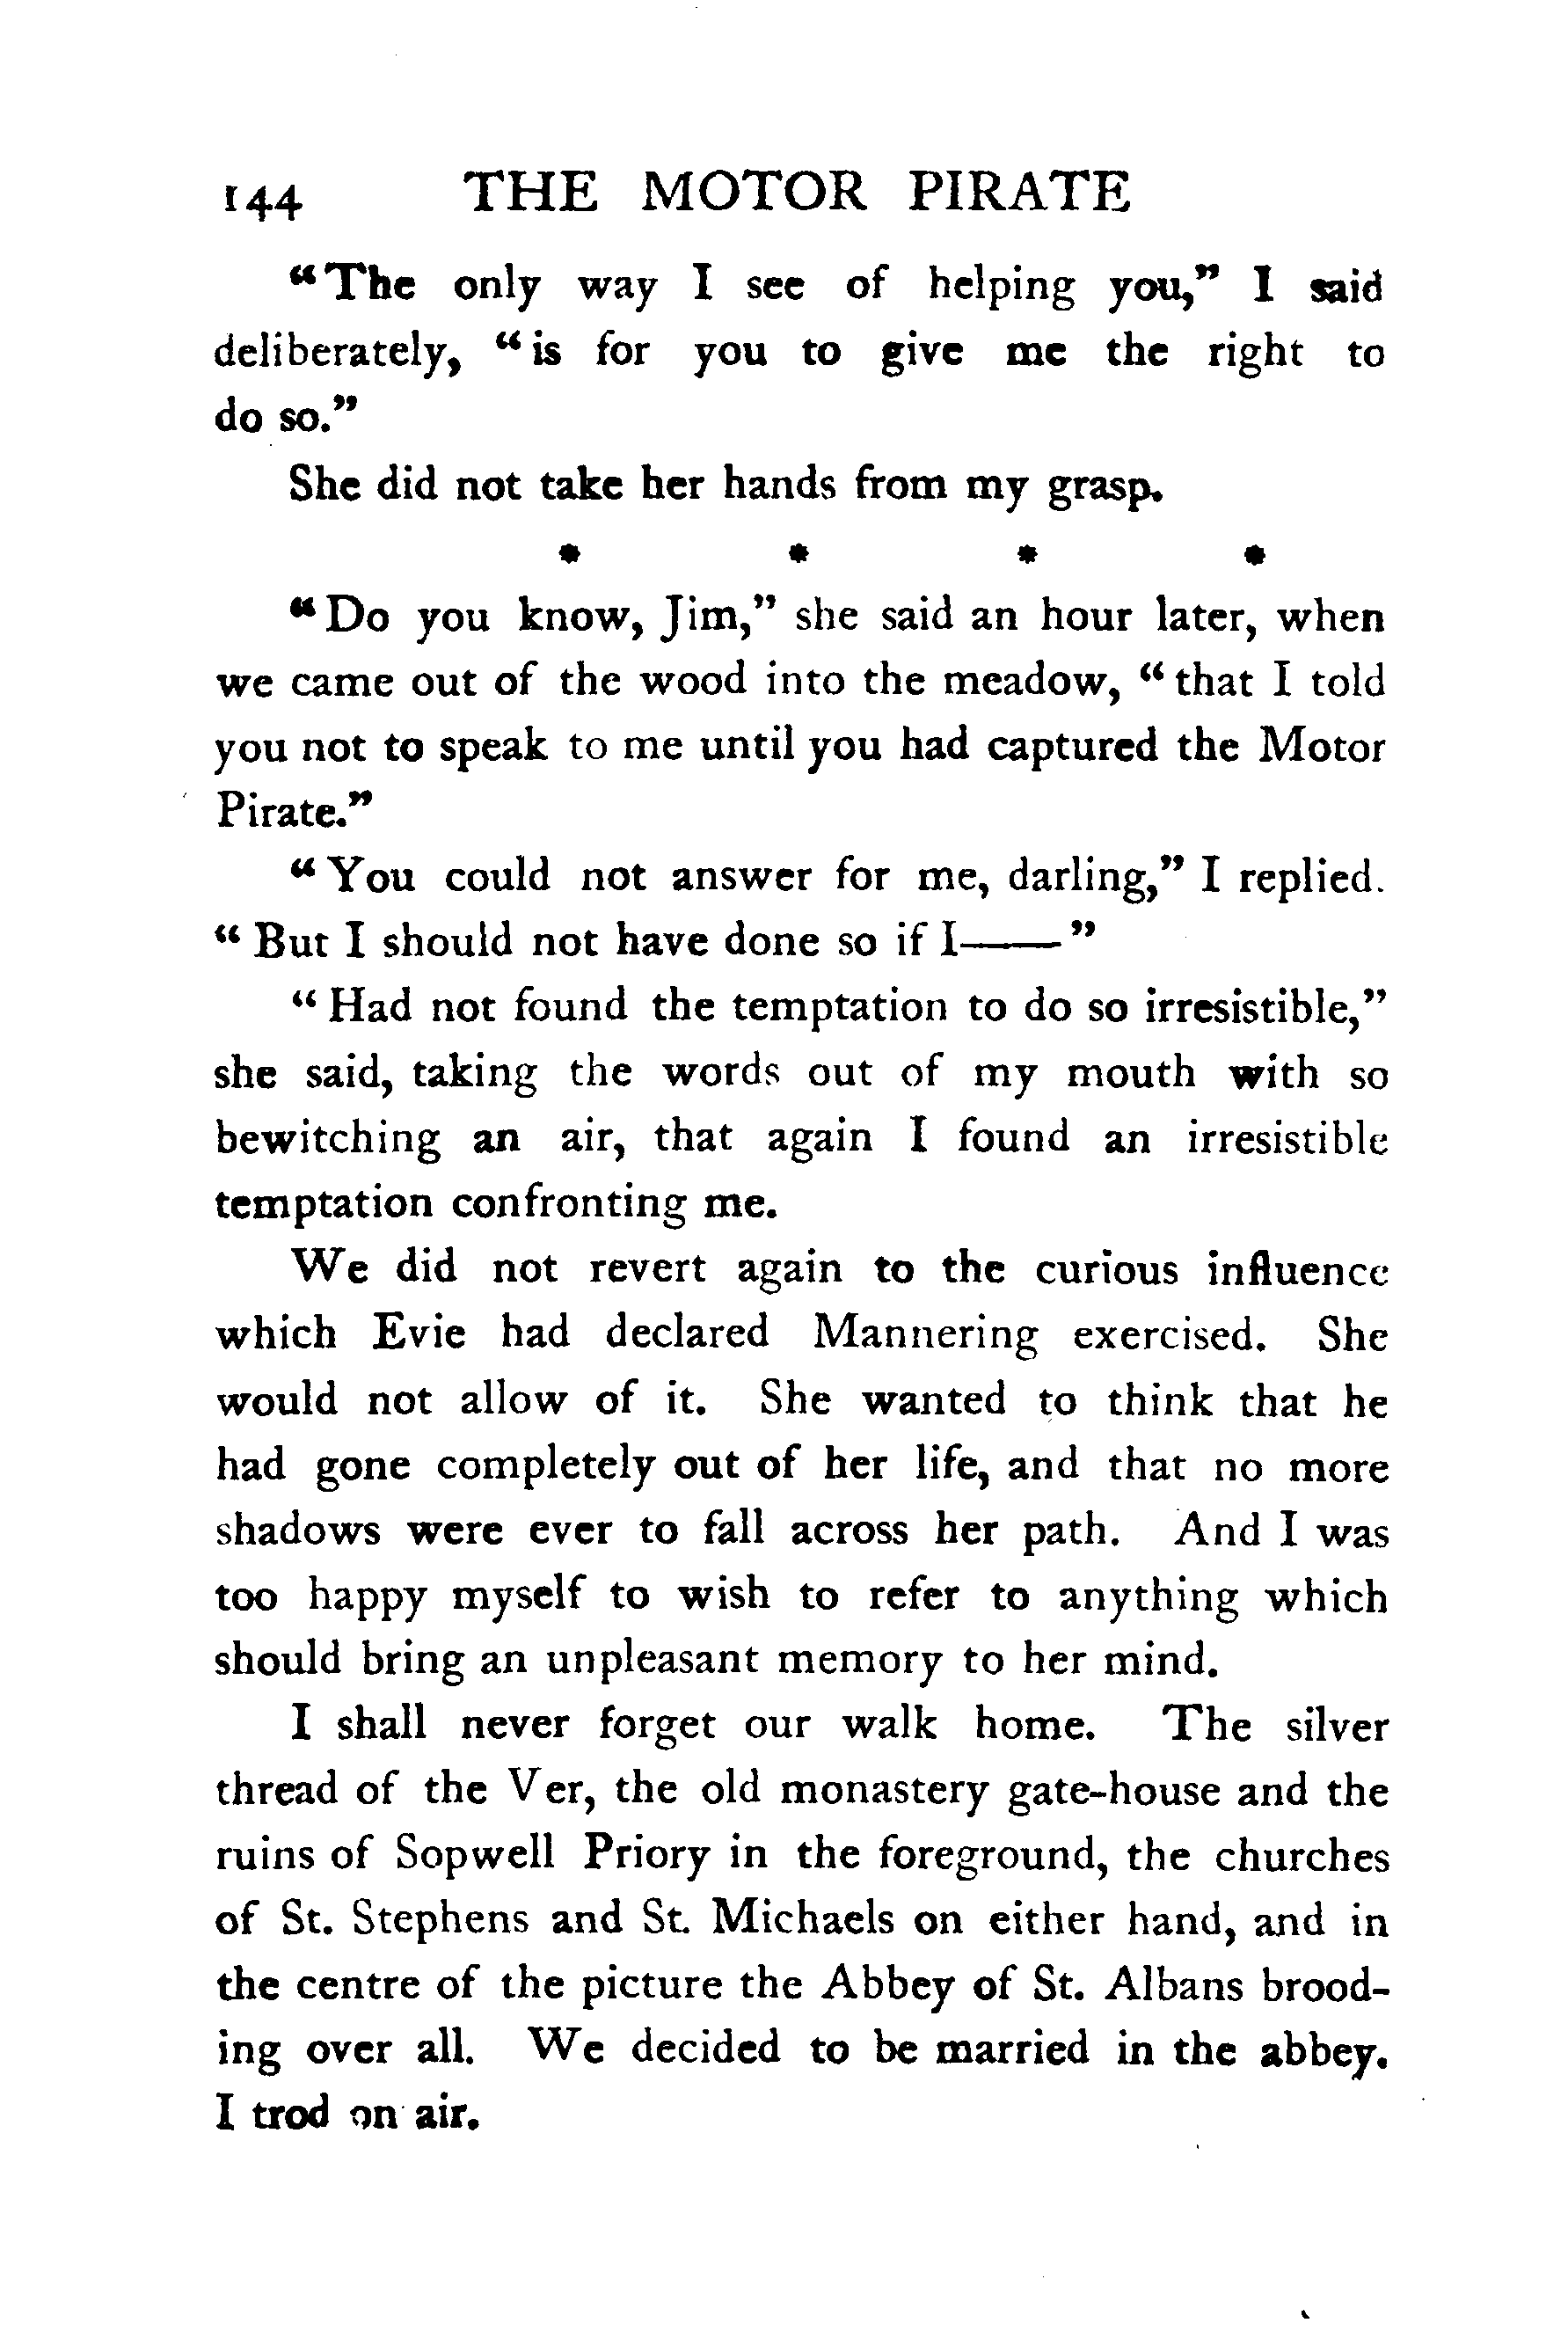 144 THE MOTOR PIRATE
"The only way I see of helping you," I said
deliberately, "is for you to give me the right to
do so."
She did not take her hands from my grasp.
* * * *
"Do you know, Jim," she said an hour later, when
we came out of the wood into the meadow, "that I told
you not to speak to me until you had captured the Motor
Pirate."
"You could not answer for me, darling," I replied.
"But I should not have done so if I——"
"Had not found the temptation to do so irresistible,"
she said, taking the words out of my mouth with so
bewitching an air, that again I found an irresistible
temptation confronting me.
We did not revert again to the curious influence
which Evie had declared Mannering exercised. She
would not allow of it. She wanted to think that he
had gone completely out of her life, and that no more
shadows were ever to fall across her path. And I was
too happy myself to wish to refer to anything which
should bring an unpleasant memory to her mind.
I shall never forget our walk home. The silver
thread of the Ver, the old monastery gate-house and the
ruins of Sopwell Priory in the foreground, the churches
of St. Stephens and St. Michaels on either hand, and in
the centre of the picture the Abbey of St. Albans brood-
ing over all. We decided to be married in the abbey.
I trod on air.